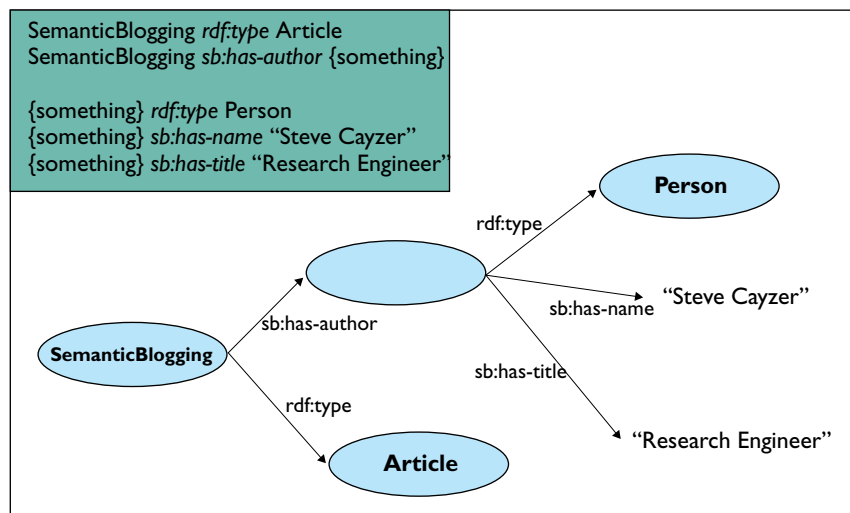 SemanticBlogging rdf:type Article
SemanticBlogging sb:has-author {something}
{something} rdf:type Person
{something} sb:has-name “Steve Cayzer”
{something} sb:has-title “Research Engineer”
Person
rdf:type
“Steve Cayzer”
sb:has-name
sb:has-author
SemanticBlogging
sb:has-title
rdf:type
“Research Engineer”
Article